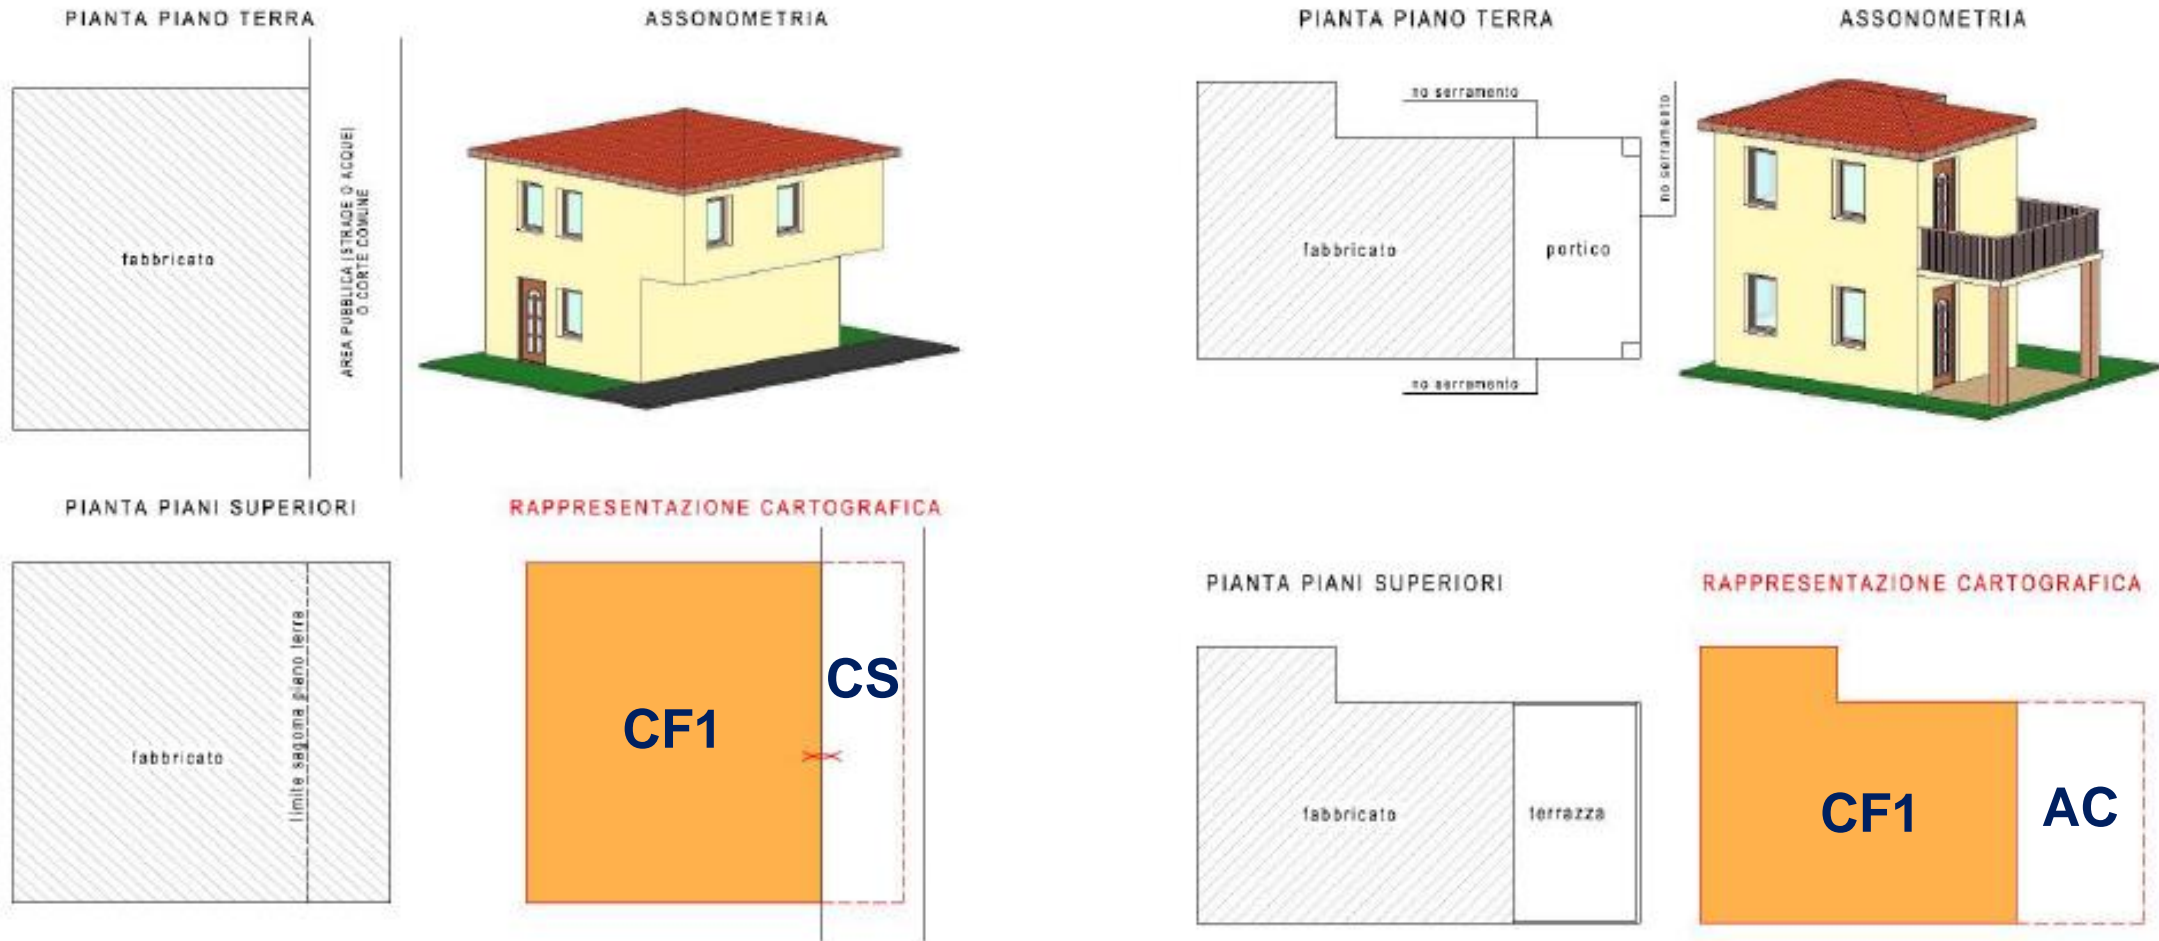 PIANTA PIANO TERRA
ASSONOMETRIA
fabbricato
AREA PUBBLICA (STRADE O ACQUE)
O CORTE COMUNE
PIANTA PIANI SUPERIORI
RAPPRESENTAZIONE CARTOGRAFICA
fabbricato
limite sagoma piano terra
CF1
CS
PIANTA PIANO TERRA
ASSONOMETRIA
no serramento
no serramento
fabbricato
portico
no serramento
PIANTA PIANI SUPERIORI
RAPPRESENTAZIONE CARTOGRAFICA
fabbricato
terrazza
CF1
AC